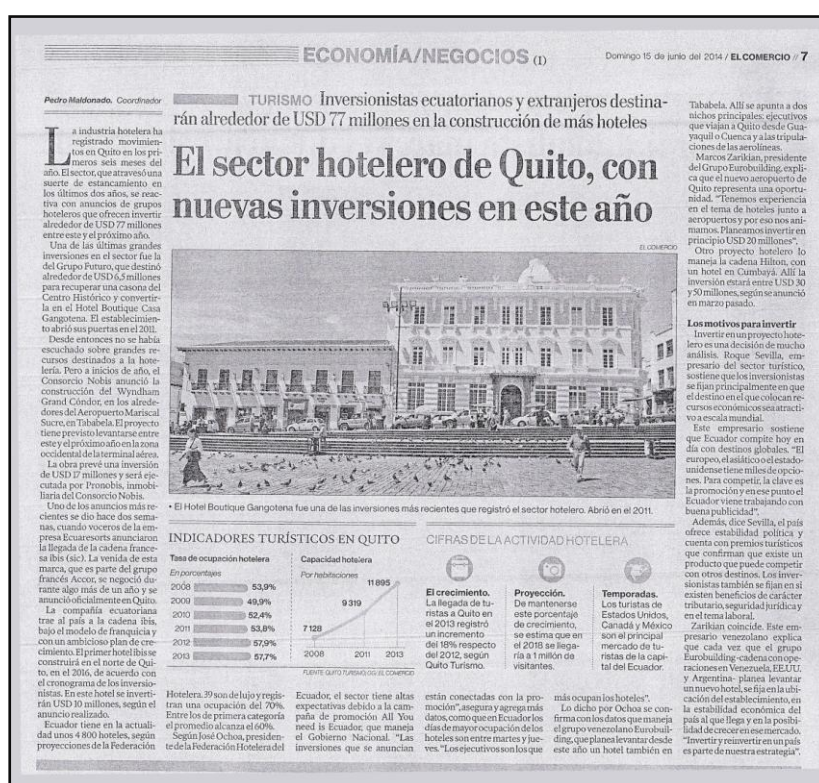 ECONOMÍA/NEGOCIOS (I)
Domingo 15 de junio del 2014 / EL COMERCIO // 7
Pedro Maldonado. Coordinador
La industria hotelera ha
registrado movimien-
tos en Quito en los pri-
meros seis meses del
año. El sector, que atravesó una
suerte de estancamiento en
los últimos dos años, se reac-
tiva con anuncios de grupos
hoteleros que ofrecen invertir
alrededor de USD 77 millones
entre este y el próximo año.
Una de las últimas grandes
inversiones en el sector fue la
del Grupo Futuro, que destinó
alrededor de USD 6,5 millones
para recuperar una casona del
Centro Histórico y convertir-
la en el Hotel Boutique Casa
Gangotena. El establecimien-
to abrió sus puertas en el 2011.
Desde entonces no se había
escuchado sobre grandes re-
cursos destinados a la hote-
lería. Pero a inicios de año, el
Consorcio Nobis anunció la
construcción del Wyndham
Grand Cóndor, en los alrede-
dores del Aeropuerto Mariscal
Sucre, en Tababela. El proyecto
tiene previsto levantarse entre
este y el próximo año en la zona
occidental de la terminal aérea.
La obra prevé una inversión
de USD 17 millones y será eje-
cutada por Pronobis, inmobi-
liaria del Consorcio Nobis.
Uno de los anuncios más re-
cientes se dio hace dos sema-
nas, cuando voceros de la em-
presa Ecuaresorts anunciaron
la llegada de la cadena france-
sa ibis (sic). La venida de esta
marca, que es parte del grupo
francés Accor, se negoció du-
rante algo más de un año y se
anunció oficialmente en Quito.
La compañía ecuatoriana
trae al país a la cadena ibis,
bajo el modelo de franquicia y
con un ambicioso plan de cre-
cimiento. El primer hotel ibis se
construirá en el norte de Qui-
to, en el 2016, de acuerdo con
el cronograma de los inversio-
nistas. En este hotel se inverti-
rán USD 10 millones, según el
anuncio realizado.
Ecuador tiene en la actuali-
dad unos 4 800 hoteles, según
proyecciones de la Federación
TURISMO Inversionistas ecuatorianos y extranjeros destina-
rán alrededor de USD 77 millones en la construcción de más hoteles
El sector hotelero de Quito, con
nuevas inversiones en este año
EL COMERCIO
• El Hotel Boutique Gangotena fue una de las inversiones más recientes que registró el sector hotelero. Abrió en el 2011.
INDICADORES TURÍSTICOS EN QUITO
Tasa de ocupación hotelera
En porcentajes
2008 53,9%
2009 49,9%
2010 52,4%
2011 53,8%
2012 57,9%
2013 57,7%
Capacidad hotelera
Por habitaciones
7 128
9 319
11 895
2008 2011 2013
FUENTE: QUITO TURISMO-DG/ EL COMERCIO
CIFRAS DE LA ACTIVIDAD HOTELERA
El crecimiento.
La llegada de tu-
ristas a Quito en
el 2013 registró
un incremento
del 18% respecto
del 2012, según
Quito Turismo.
Proyección.
De mantenerse
este porcentaje
de crecimiento,
se estima que en
el 2018 se llega-
ría a 1 millón de
visitantes.
Temporadas.
Los turistas de
Estados Unidos,
Canadá y México
son el principal
mercado de tu-
ristas de la capi-
tal del Ecuador.
Hotelera. 39 son de lujo y regis-
tran una ocupación del 70%.
Entre los de primera categoría
el promedio alcanza el 60%.
Según José Ochoa, presiden-
te de la Federación Hotelera del
Ecuador, el sector tiene altas
expectativas debido a la cam-
paña de promoción All You
need is Ecuador, que maneja
el Gobierno Nacional. "Las
inversiones que se anuncian
están conectadas con la pro-
moción", asegura y agrega más
datos, como que en Ecuador los
días de mayor ocupación de los
hoteles son entre martes y jue-
ves. "Los ejecutivos son los que
más ocupan los hoteles".
Lo dicho por Ochoa se con-
firma con los datos que maneja
el grupo venezolano Eurobuil-
ding, que planea levantar desde
este año un hotel también en
Tababela. Allí se apunta a dos
nichos principales: ejecutivos
que viajan a Quito desde Gua-
yaquil o Cuenca y a las tripula-
ciones de las aerolíneas.
Marcos Zarikian, presidente
del Grupo Eurobuilding, expli-
ca que el nuevo aeropuerto de
Quito representa una oportu-
nidad. "Tenemos experiencia
en el tema de hoteles junto a
aeropuertos y por eso nos ani-
mamos. Planeamos invertir en
principio USD 20 millones".
Otro proyecto hotelero lo
maneja la cadena Hilton, con
un hotel en Cumbayá. Allí la
inversión estará entre USD 30
y 50 millones, según se anunció
en marzo pasado.
Los motivos para invertir
Invertir en un proyecto hote-
lero es una decisión de mucho
análisis. Roque Sevilla, em-
presario del sector turístico,
sostiene que los inversionistas
se fijan principalmente en que
el destino en el que colocan re-
cursos económicos sea atracti-
vo a escala mundial.
Este empresario sostiene
que Ecuador compite hoy en
día con destinos globales. "El
europeo, el asiático o el estado-
unidense tiene miles de opcio-
nes. Para competir, la clave es
la promoción y en ese punto el
Ecuador viene trabajando con
buena publicidad".
Además, dice Sevilla, el país
ofrece estabilidad política y
cuenta con premios turísticos
que confirman que existe un
producto que puede competir
con otros destinos. Los inver-
sionistas también se fijan en si
existen beneficios de carácter
tributario, seguridad jurídica y
en el tema laboral.
Zarikian coincide. Este em-
presario venezolano explica
que cada vez que el grupo
Eurobuilding -cadena con ope-
raciones en Venezuela, EE.UU.
y Argentina- planea levantar
un nuevo hotel, se fija en la ubi-
cación del establecimiento, en
la estabilidad económica del
país al que llega y en la posibi-
lidad de crecer en ese mercado.
"Invertir y reinvertir en un país
es parte de nuestra estrategia".